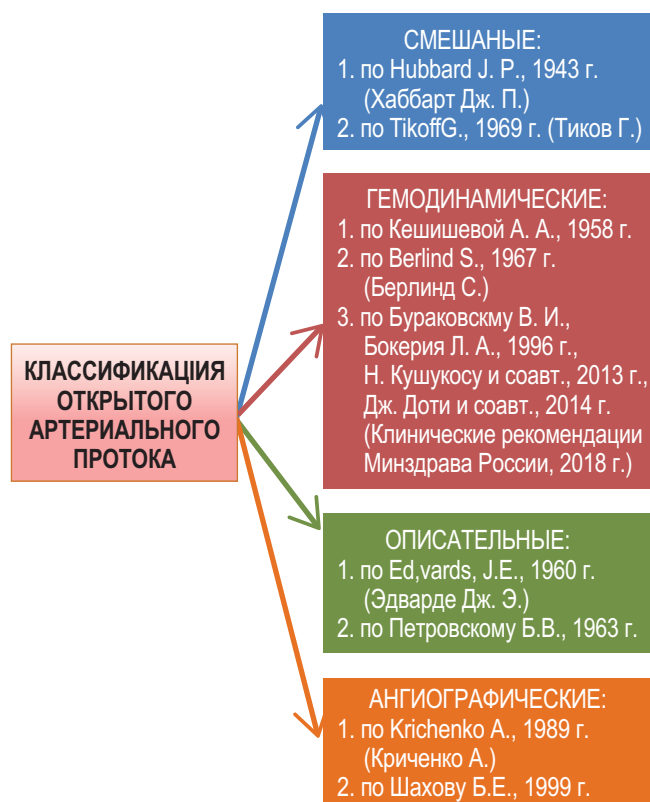 СМЕШАНЫЕ:
1. по Hubbard J. P., 1943 г.
(Хаббарт Дж. П.)
2. по TikoffG., 1969 г. (Тиков Г.)
ГЕМОДИНАМИЧЕСКИЕ:
1. по Кешишевой А. А., 1958 г.
2. по Berlind S., 1967 г.
(Берлинд С.)
3. по Бураковскму В. И.,
Бокерия Л. А., 1996 г.,
Н. Кушукосу и соавт., 2013 г.,
Дж. Доти и соавт., 2014 г.
(Клинические рекомендации
Минздрава России, 2018 г.)
КЛАССИФИКАЦІИЯ
ОТКРЫТОГО
АРТЕРИАЛЬНОГО
ПРОТОКА
ОПИСАТЕЛЬНЫЕ:
1. по Ed,vards, J.E., 1960 г.
(Эдварде Дж. Э.)
2. по Петровскому Б.В., 1963 г.
АНГИОГРАФИЧЕСКИЕ:
1. по Krichenko A., 1989 г.
(Криченко А.)
2. по Шахову Б.Е., 1999 г.